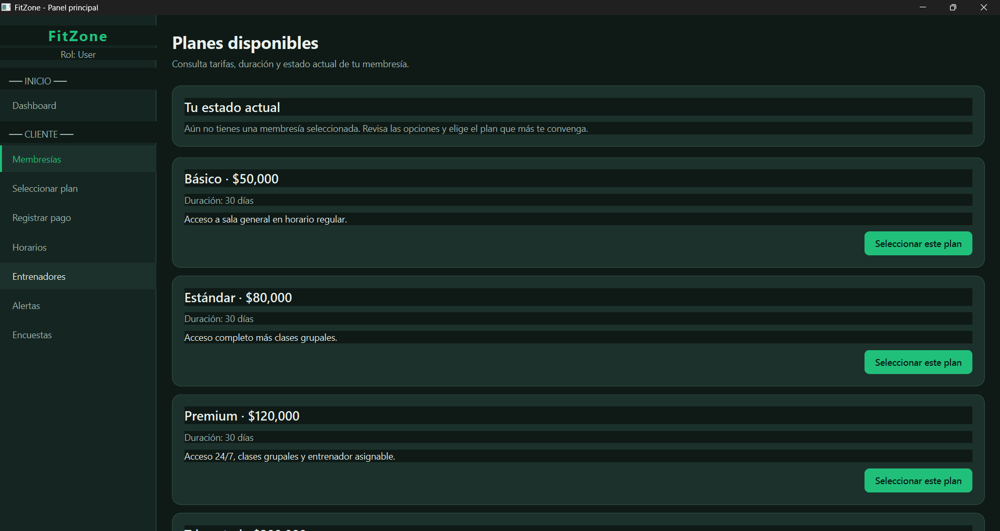 FitZone - Panel principal
FitZone
Rol: User
── INICIO ──
Dashboard
── CLIENTE ──
Membresías
Seleccionar plan
Registrar pago
Horarios
Entrenadores
Alertas
Encuestas
Planes disponibles
Consulta tarifas, duración y estado actual de tu membresía.
Tu estado actual
Aún no tienes una membresía seleccionada. Revisa las opciones y elige el plan que más te convenga.
Básico · $50,000
Duración: 30 días
Acceso a sala general en horario regular.
Seleccionar este plan
Estándar · $80,000
Duración: 30 días
Acceso completo más clases grupales.
Seleccionar este plan
Premium · $120,000
Duración: 30 días
Acceso 24/7, clases grupales y entrenador asignable.
Seleccionar este plan